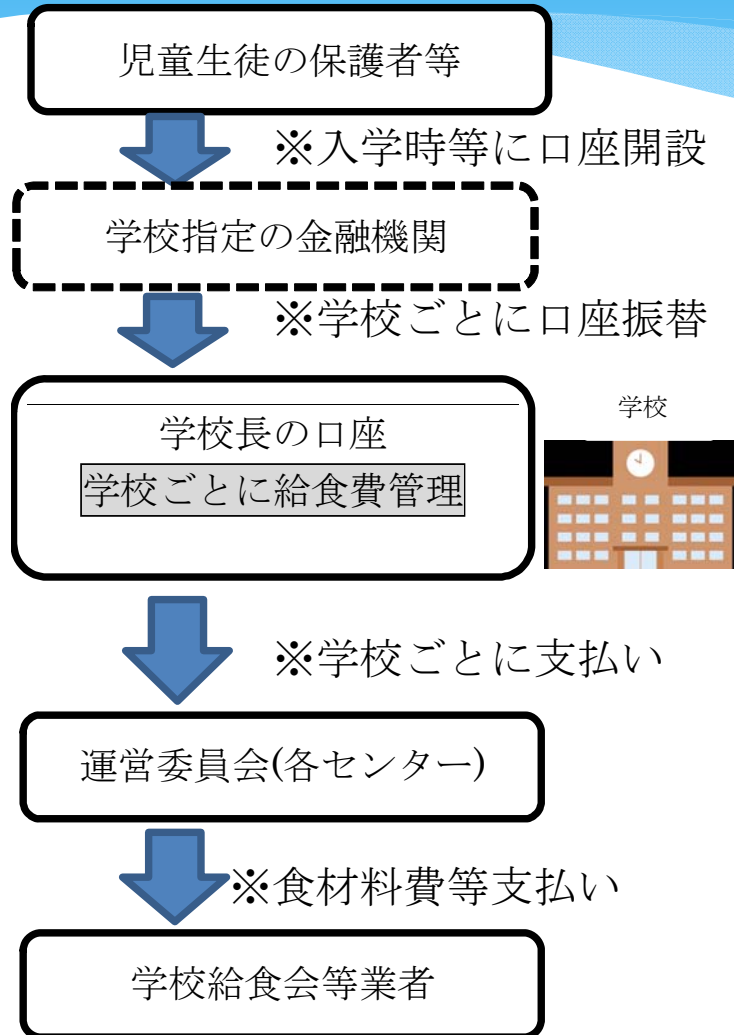 児童生徒の保護者等
※入学時等に口座開設
学校指定の金融機関
※学校ごとに口座振替
学校長の口座
学校ごとに給食費管理
学校
※学校ごとに支払い
運営委員会(各センター)
※食材料費等支払い
学校給食会等業者